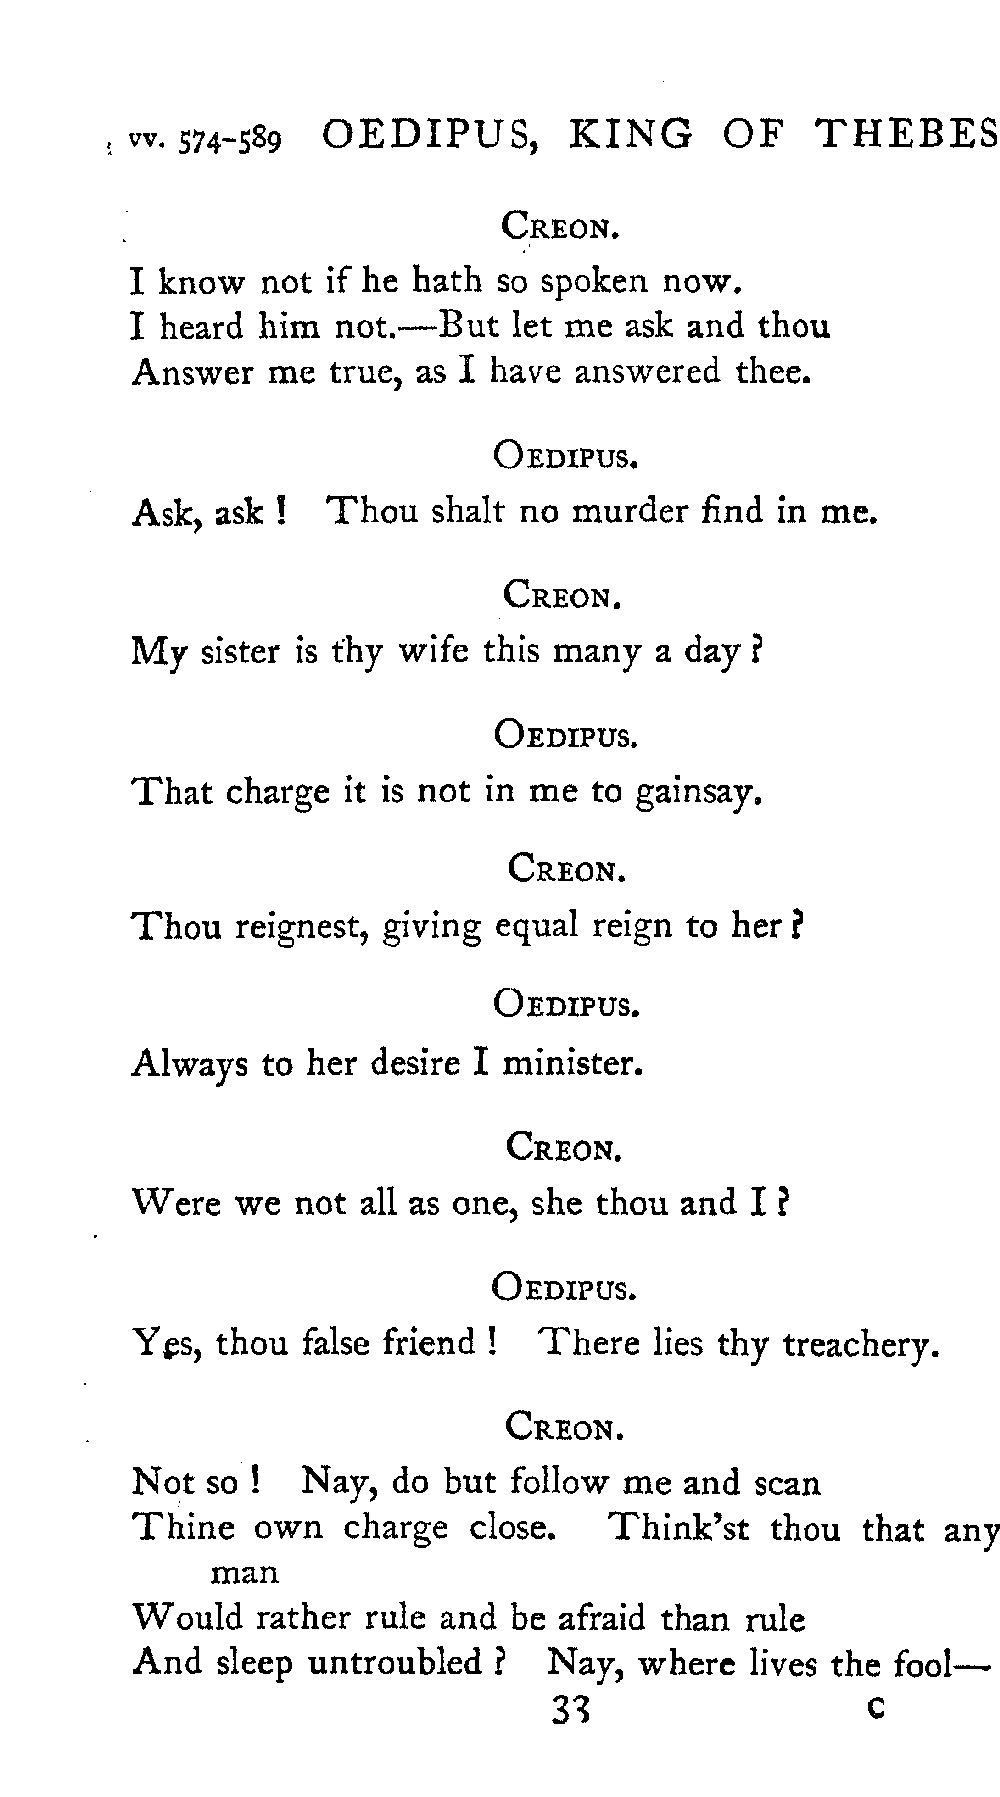 vv. 574-589 OEDIPUS, KING OF THEBES
CREON.
I know not if he hath so spoken now.
I heard him not.—But let me ask and thou
Answer me true, as I have answered thee.
OEDIPUS.
Ask, ask ! Thou shalt no murder find in me.
CREON.
My sister is thy wife this many a day ?
OEDIPUS.
That charge it is not in me to gainsay.
CREON.
Thou reignest, giving equal reign to her ?
OEDIPUS.
Always to her desire I minister.
CREON.
Were we not all as one, she thou and I ?
OEDIPUS.
Yes, thou false friend ! There lies thy treachery.
CREON.
Not so ! Nay, do but follow me and scan
Thine own charge close. Think'st thou that any
man
Would rather rule and be afraid than rule
And sleep untroubled ? Nay, where lives the fool—
33 C